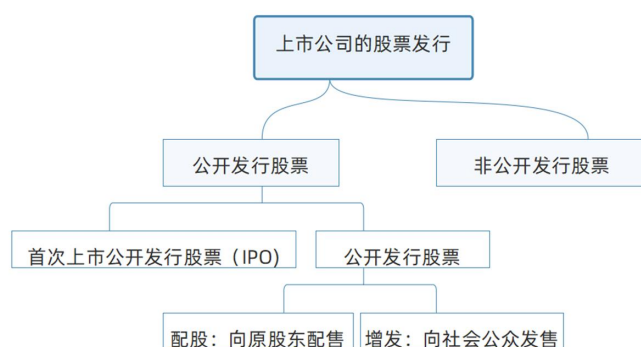 上市公司的股票发行
公开发行股票
非公开发行股票
首次上市公开发行股票（IPO)
公开发行股票
配股：向原股东配售
增发：向社会公众发售